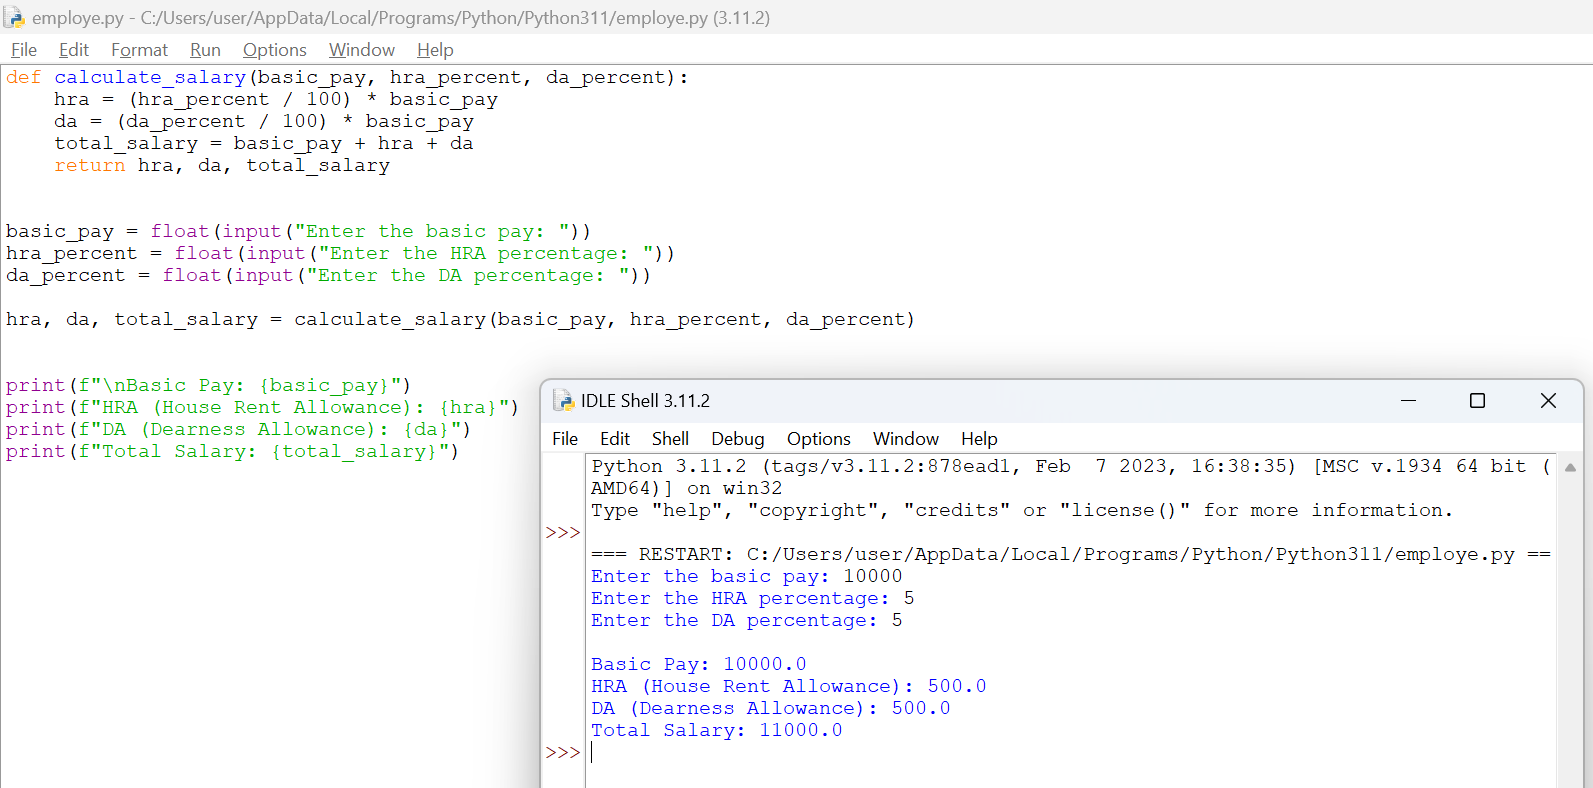 employe.py - C:/Users/user/AppData/Local/Programs/Python/Python311/employe.py (3.11.2)
File Edit Format Run Options Window Help
def calculate_salary(basic_pay, hra_percent, da_percent):
    hra = (hra_percent / 100) * basic_pay
    da = (da_percent / 100) * basic_pay
    total_salary = basic_pay + hra + da
    return hra, da, total_salary
basic_pay = float(input("Enter the basic pay: "))
hra_percent = float(input("Enter the HRA percentage: "))
da_percent = float(input("Enter the DA percentage: "))
hra, da, total_salary = calculate_salary(basic_pay, hra_percent, da_percent)
print(f"\nBasic Pay: {basic_pay}")
print(f"HRA (House Rent Allowance): {hra}")
print(f"DA (Dearness Allowance): {da}")
print(f"Total Salary: {total_salary}")
IDLE Shell 3.11.2
File Edit Shell Debug Options Window Help
Python 3.11.2 (tags/v3.11.2:878ead1, Feb  7 2023, 16:38:35) [MSC v.1934 64 bit (
AMD64)] on win32
Type "help", "copyright", "credits" or "license()" for more information.
>>>
=== RESTART: C:/Users/user/AppData/Local/Programs/Python/Python311/employe.py ==
Enter the basic pay: 10000
Enter the HRA percentage: 5
Enter the DA percentage: 5
Basic Pay: 10000.0
HRA (House Rent Allowance): 500.0
DA (Dearness Allowance): 500.0
Total Salary: 11000.0
>>>